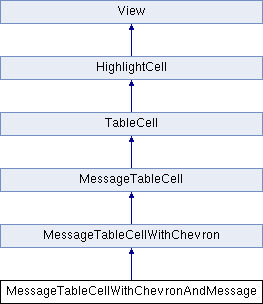 View
HighlightCell
TableCell
MessageTableCell
MessageTableCellWithChevron
MessageTableCellWithChevronAndMessage